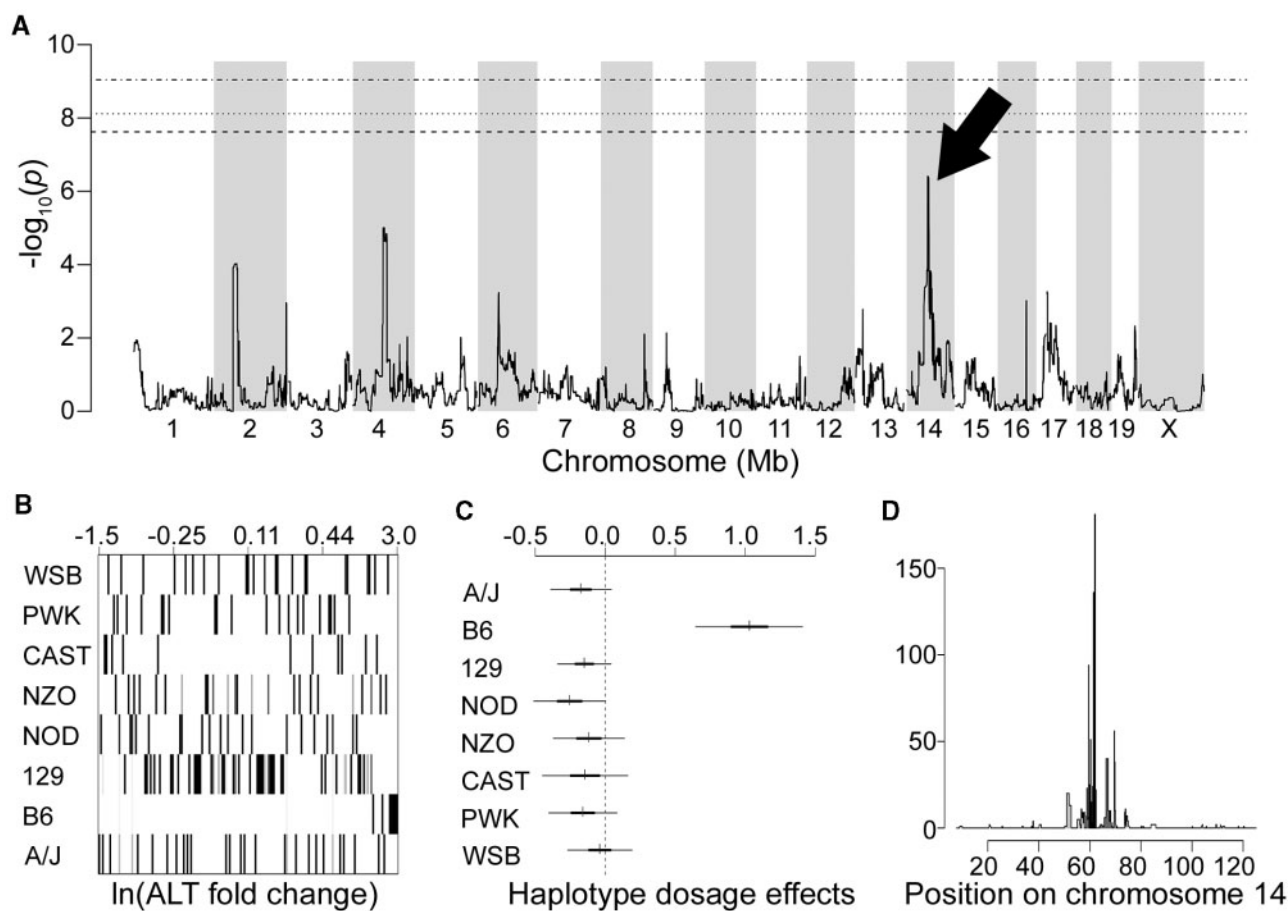 A
10
8
6
4
2
0
-log10(p)
1 2 3 4 5 6 7 8 9 10 11 12 13 14 15 16 17 18 19 X
Chromosome (Mb)
B
-1.5 -0.25 0.11 0.44 3.0
WSB
PWK
CAST
NZO
NOD
129
B6
A/J
ln(ALT fold change)
C
-0.5 0.0 0.5 1.0 1.5
A/J
B6
129
NOD
NZO
CAST
PWK
WSB
Haplotype dosage effects
D
150
100
50
0
20 40 60 80 100 120
Position on chromosome 14